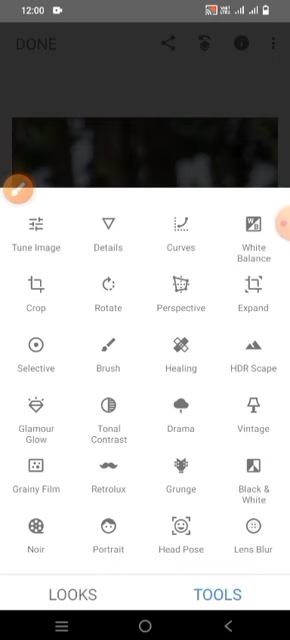 12:00
DONE
Tune Image
Details
Curves
White
Balance
Crop
Rotate
Perspective
Expand
Selective
Brush
Healing
HDR Scape
Glamour
Glow
Tonal
Contrast
Drama
Vintage
Grainy Film
Retrolux
Grunge
Black &
White
Noir
Portrait
Head Pose
Lens Blur
LOOKS
TOOLS